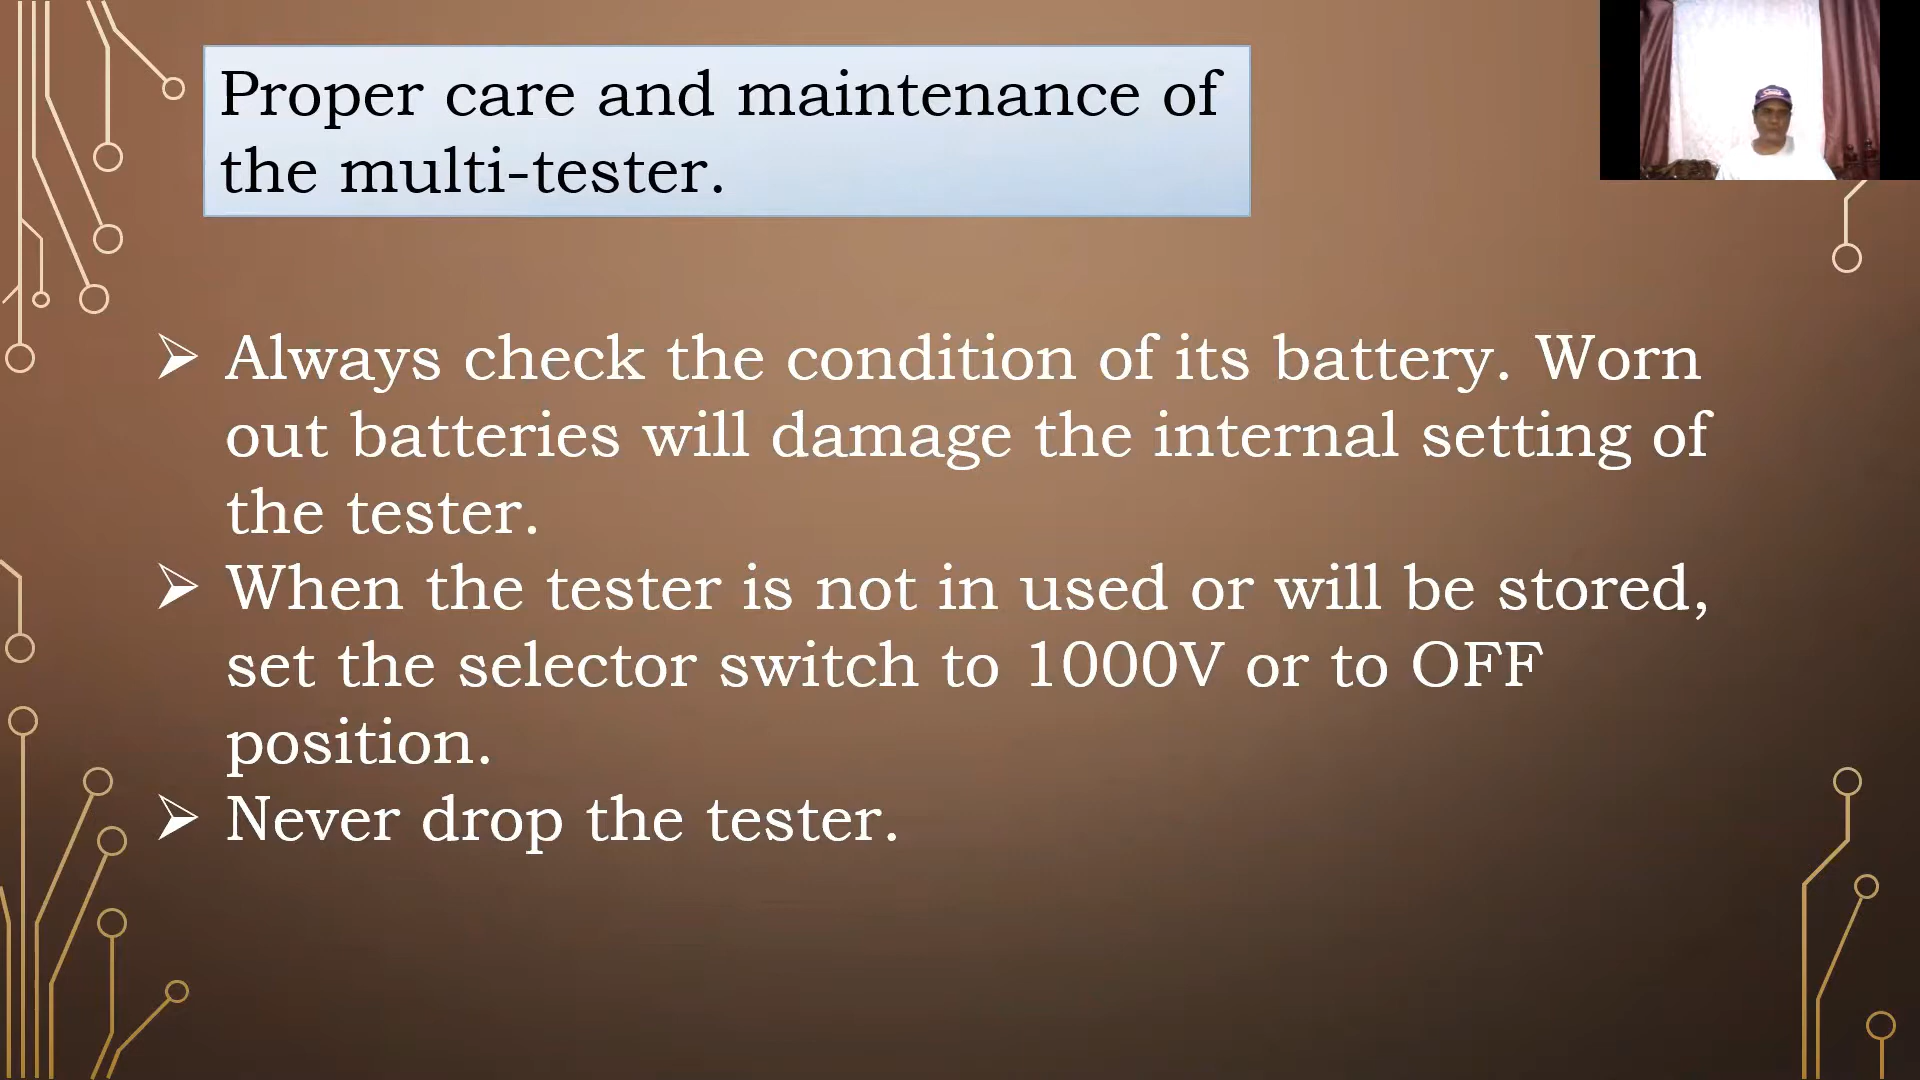 Proper care and maintenance of
the multi-tester.
➢ Always check the condition of its battery. Worn
out batteries will damage the internal setting of
the tester.
➢ When the tester is not in used or will be stored,
set the selector switch to 1000V or to OFF
position.
➢ Never drop the tester.